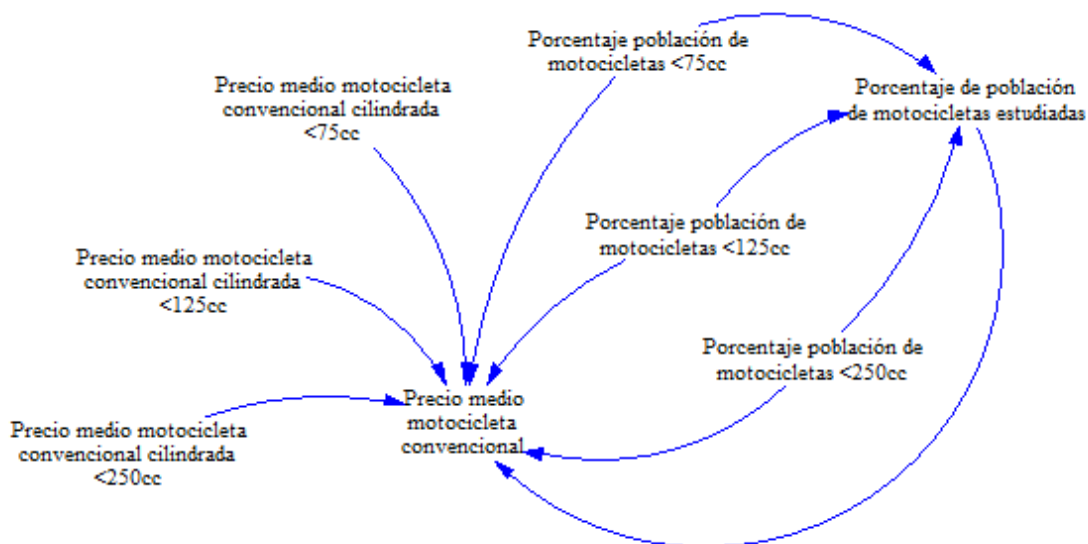 Porcentaje población de
motocicletas <75cc
Precio medio motocicleta
convencional cilindrada
<75cc
Porcentaje de población
de motocicletas estudiadas
Porcentaje población de
motocicletas <125cc
Precio medio motocicleta
convencional cilindrada
<125cc
Porcentaje población de
motocicletas <250cc
Precio medio
motocicleta
convencional
Precio medio motocicleta
convencional cilindrada
<250cc